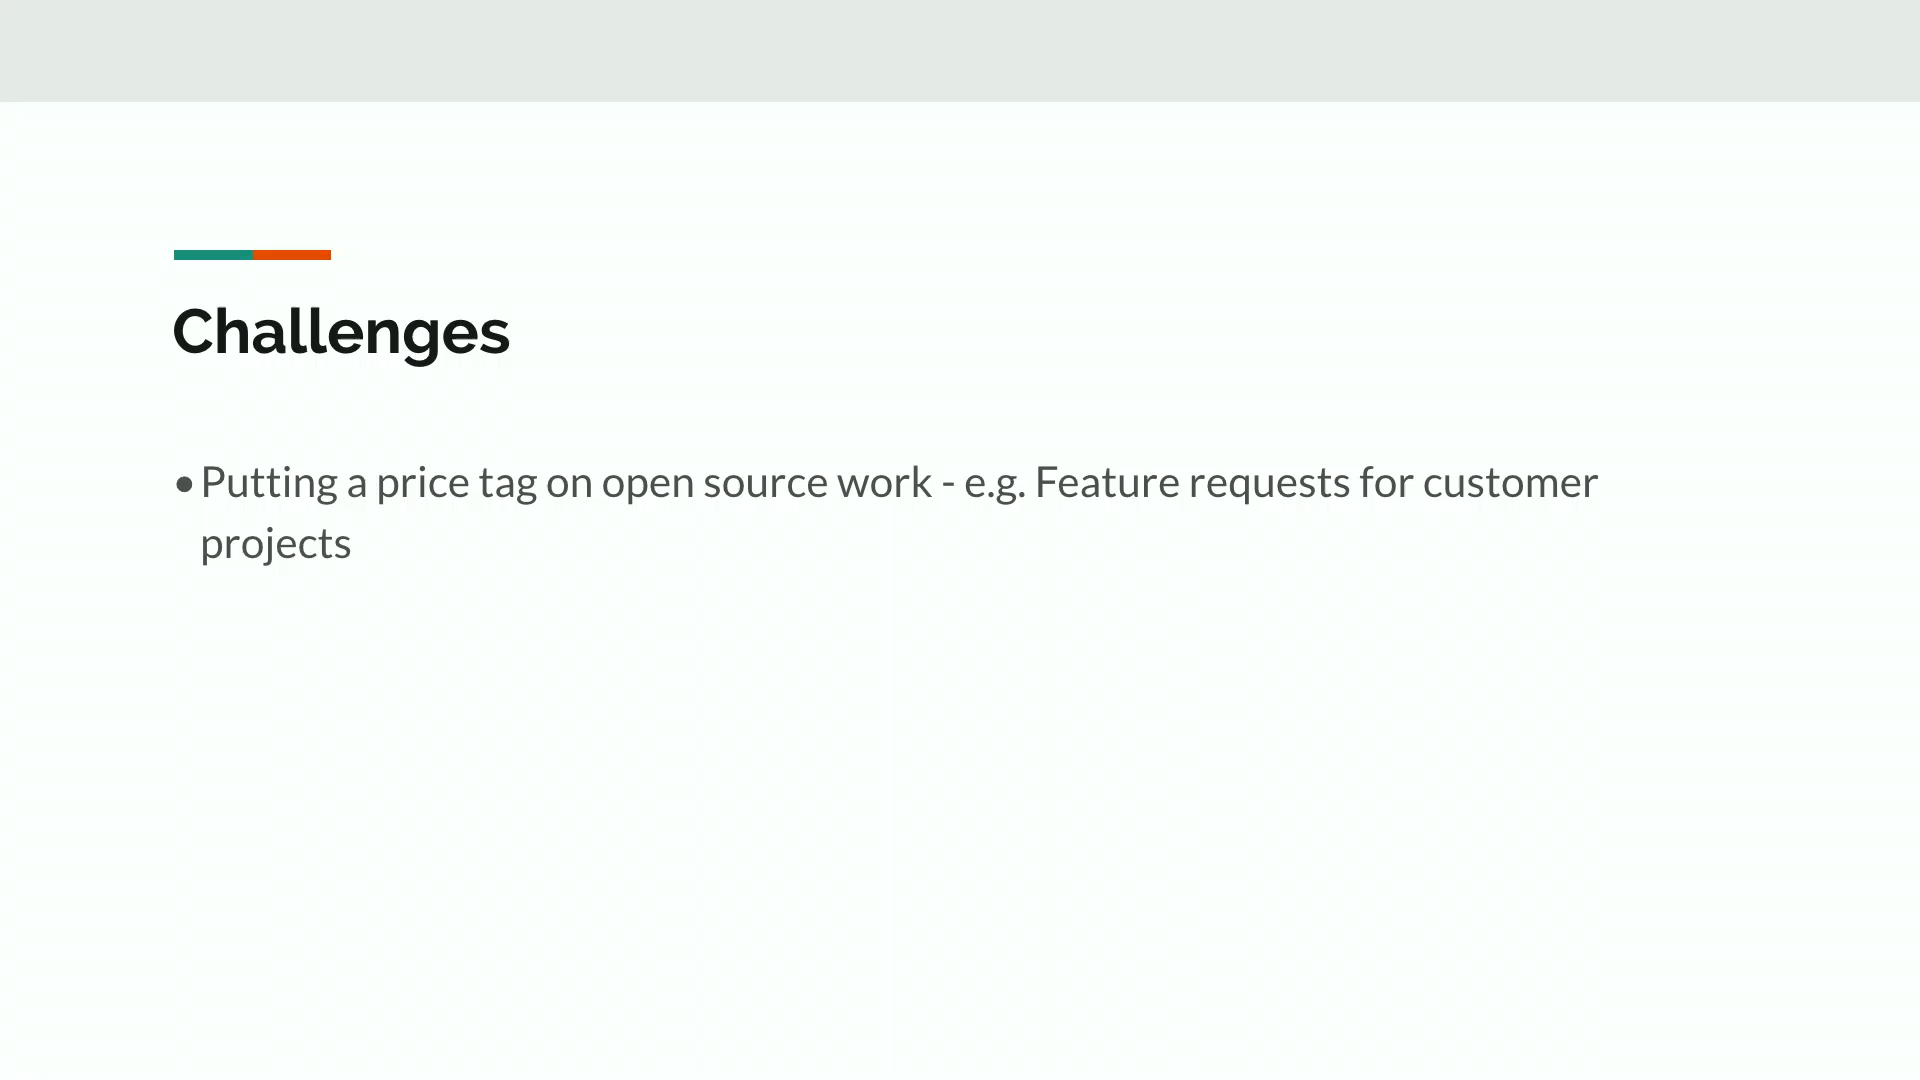 Challenges
• Putting a price tag on open source work - e.g. Feature requests for customer
projects